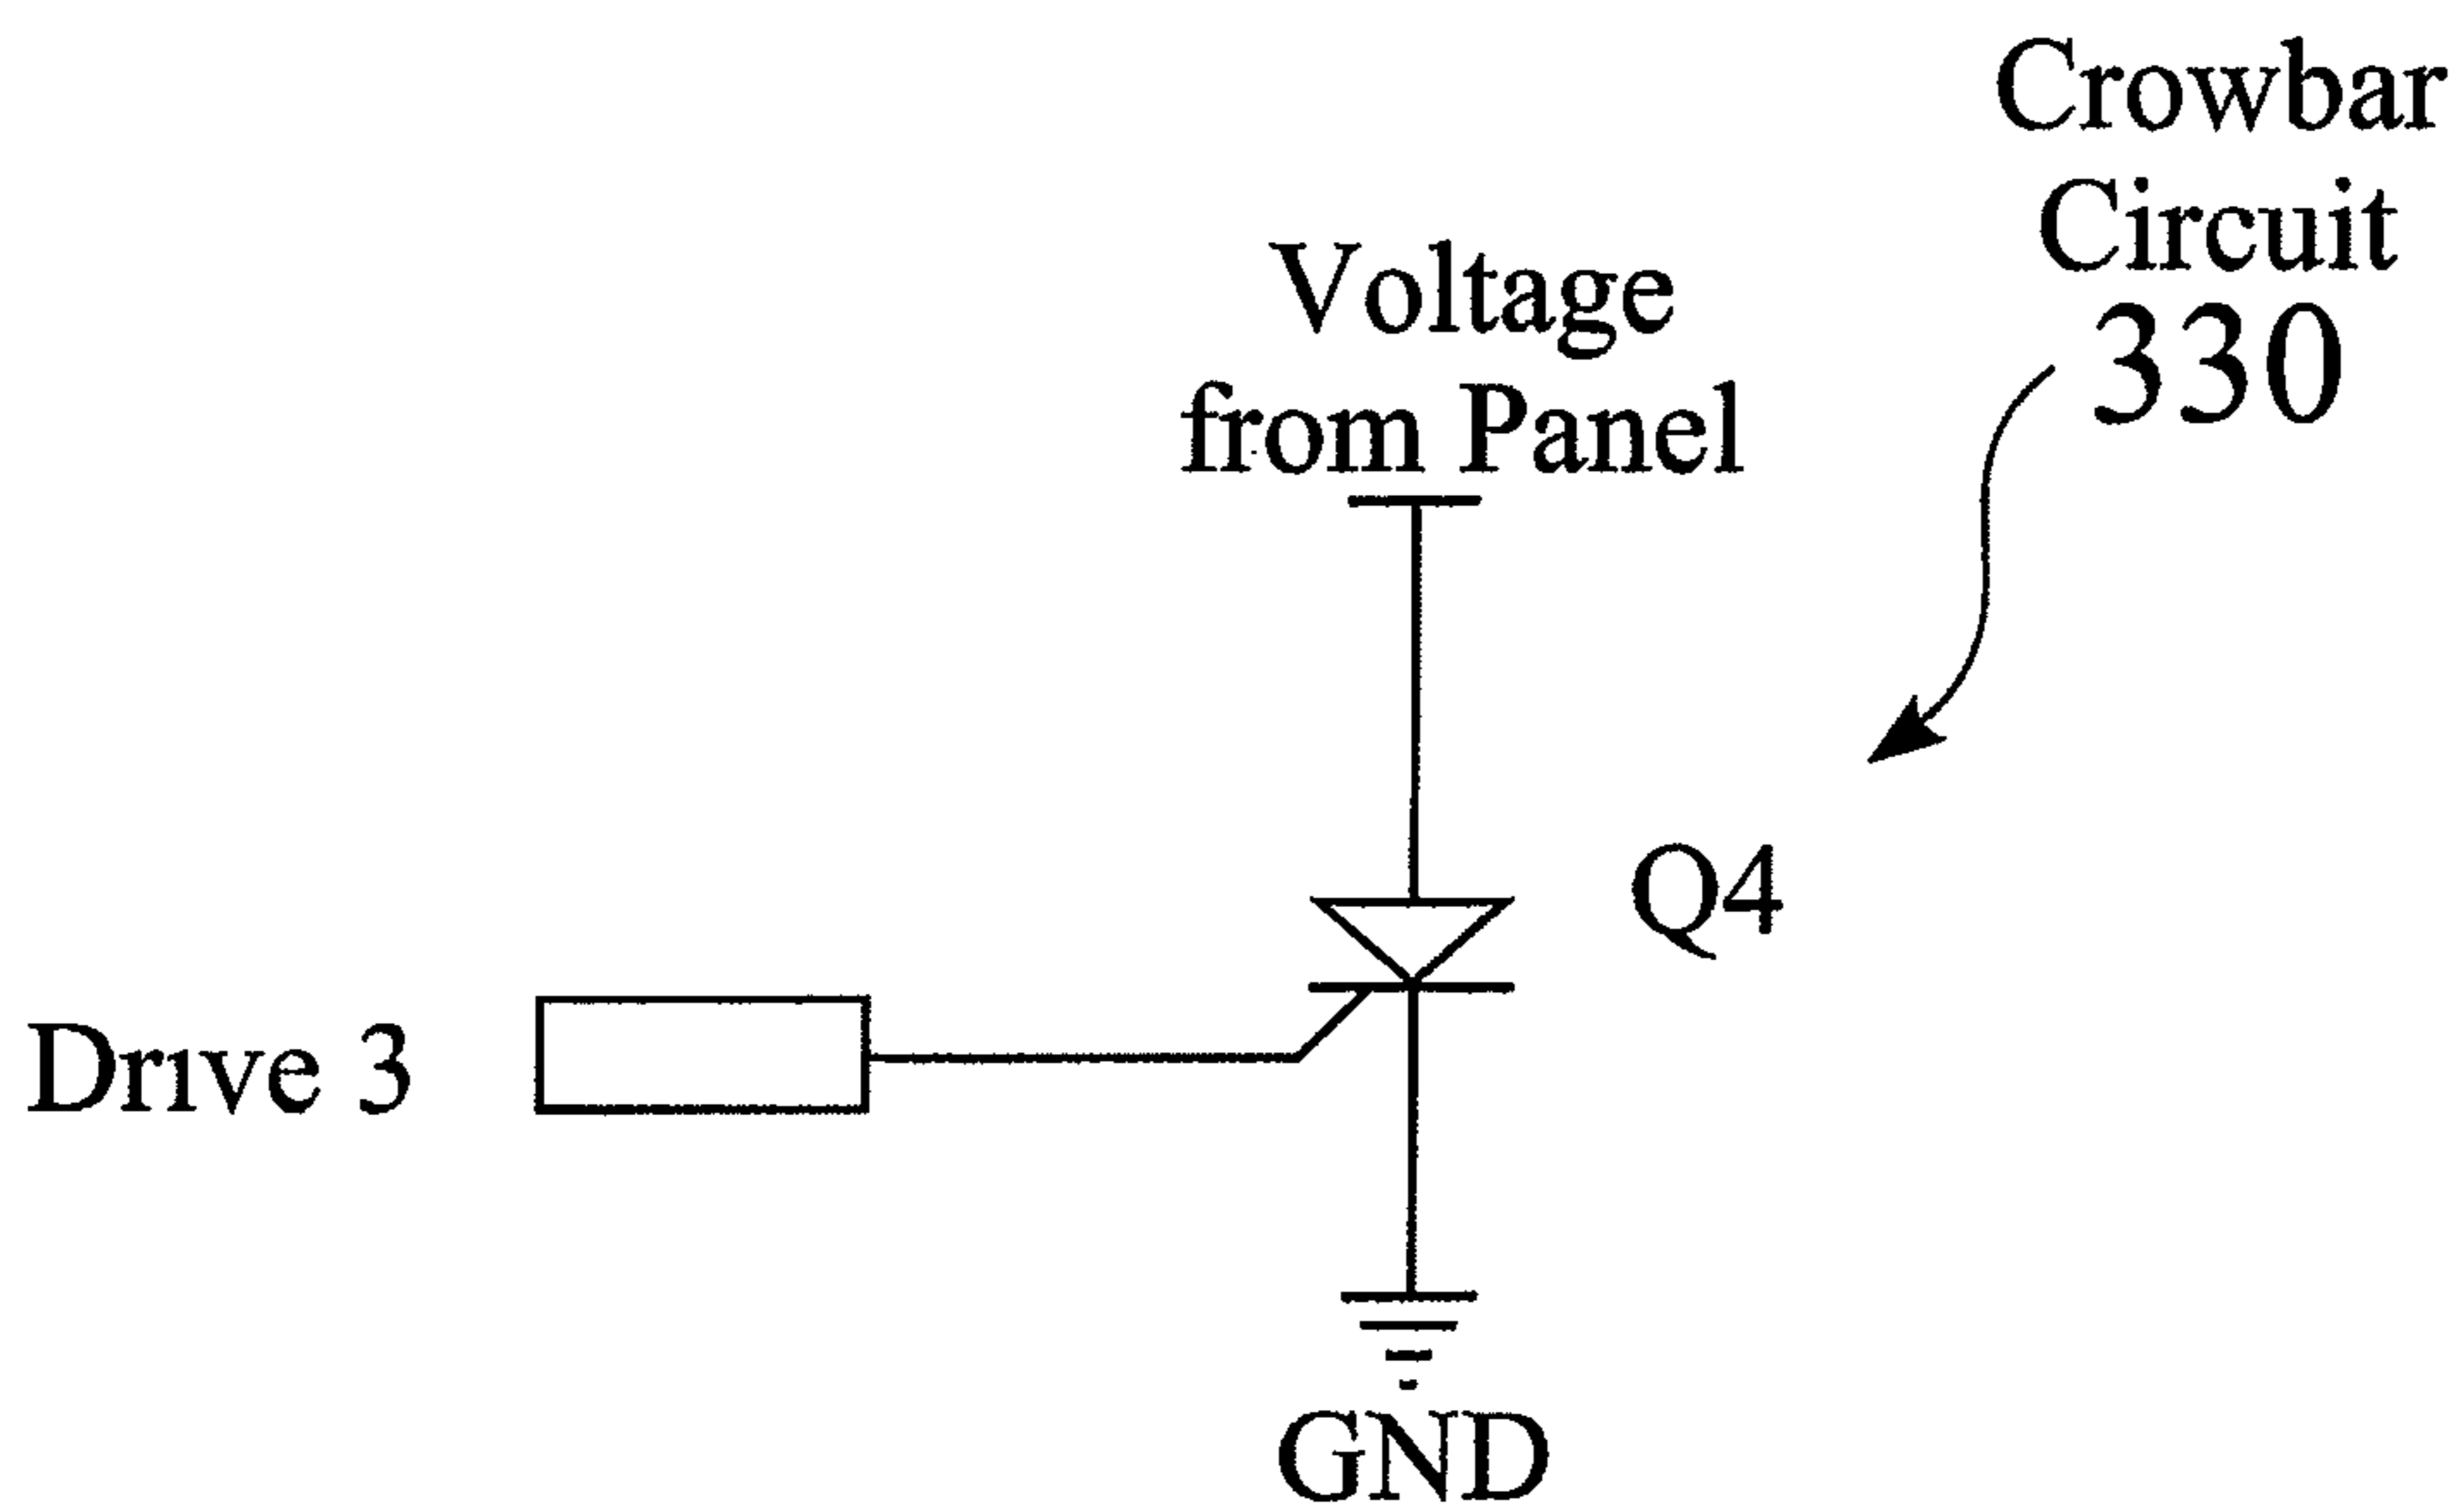 Crowbar
Circuit
330
Voltage
from Panel
Q4
Drive 3
GND